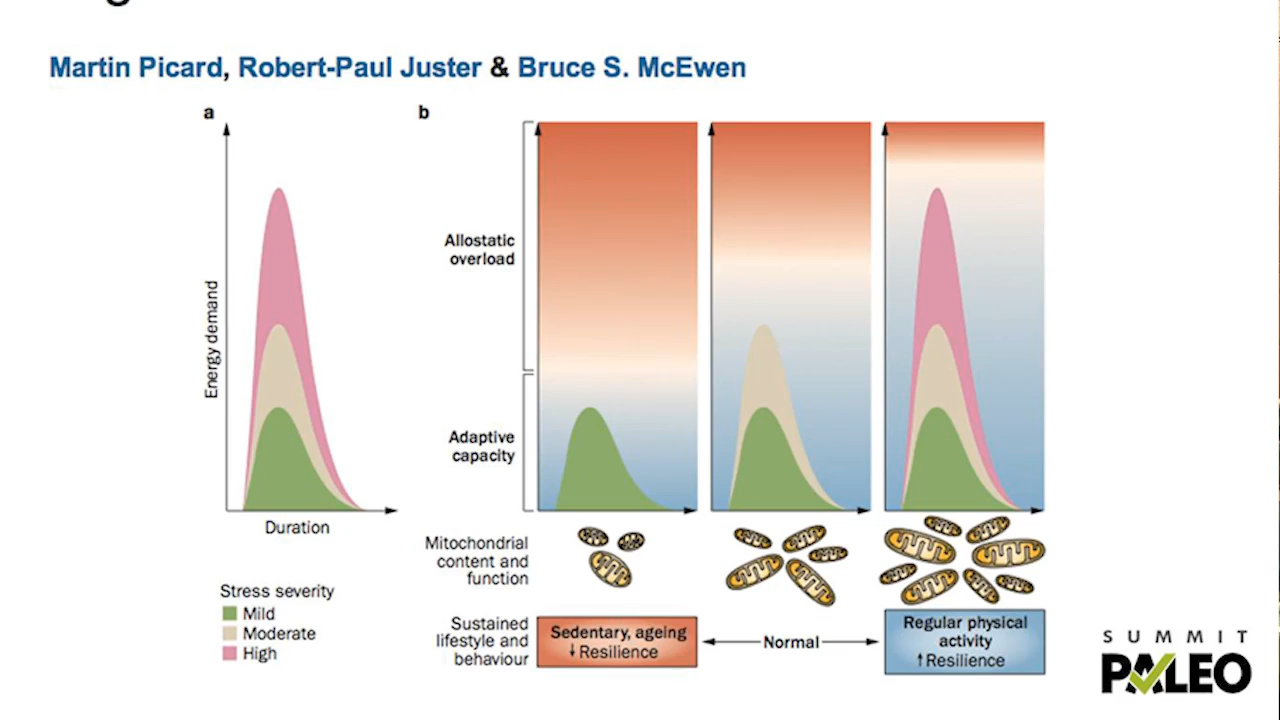 Martin Picard, Robert-Paul Juster & Bruce S. McEwen
a
b
Energy demand
Duration
Stress severity
Mild
Moderate
High
Allostatic
overload
Adaptive
capacity
Mitochondrial
content and
function
Sustained
lifestyle and
behaviour
Sedentary, ageing
↓ Resilience
Normal
Regular physical
activity
↑ Resilience
SUMMIT
PALEO